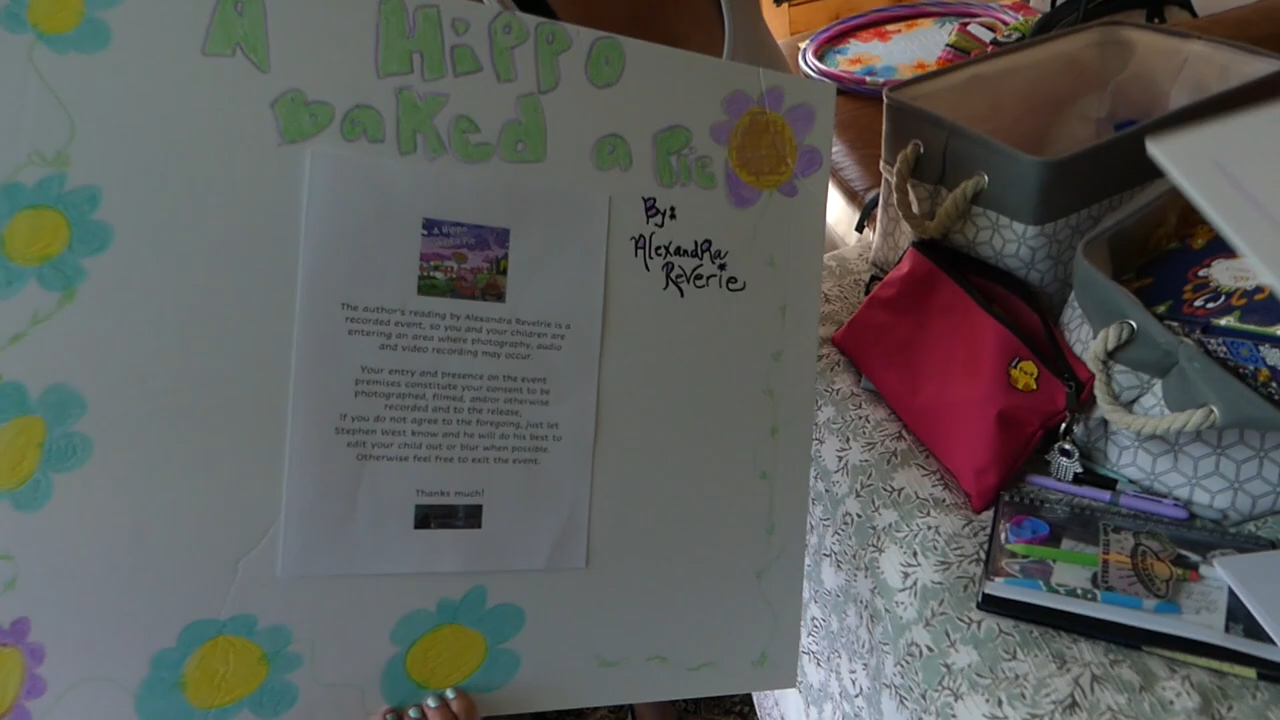 A Hippo
Baked a Pie
By:
AlexandRa
ReVerie
A Hippo
The author's reading by Alexandra Revelrie is a
recorded event, so you and your children are
entering an area where photography, audio
and video recording may occur.
Your entry and presence on the event
premises constitute your consent to be
photographed, filmed, and/or otherwise
recorded and to the release,
If you do not agree to the foregoing, just let
Stephen West know and he will do his best to
edit your child out or blur when possible.
Otherwise feel free to exit the event.
Thanks much!